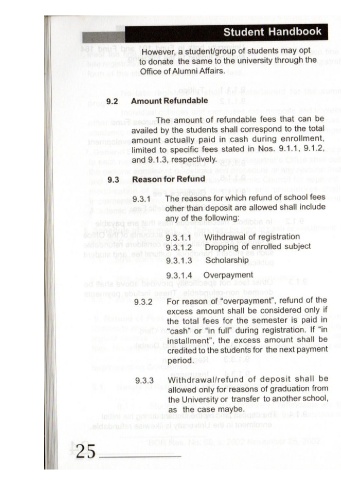 Student Handbook
However, a student/group of students may opt
to donate the same to the university through the
Office of Alumni Affairs.
9.2 Amount Refundable
The amount of refundable fees that can be
availed by the students shall correspond to the total
amount actually paid in cash during enrollment,
limited to specific fees stated in Nos. 9.1.1, 9.1.2,
and 9.1.3, respectively.
9.3 Reason for Refund
9.3.1 The reasons for which refund of school fees
other than deposit are allowed shall include
any of the following:
9.3.1.1 Withdrawal of registration
9.3.1.2 Dropping of enrolled subject
9.3.1.3 Scholarship
9.3.1.4 Overpayment
9.3.2 For reason of “overpayment”, refund of the
excess amount shall be considered only if
the total fees for the semester is paid in
“cash” or “in full” during registration. If “in
installment”, the excess amount shall be
credited to the students for the next payment
period.
9.3.3 Withdrawal/refund of deposit shall be
allowed only for reasons of graduation from
the University or transfer to another school,
as the case maybe.
25